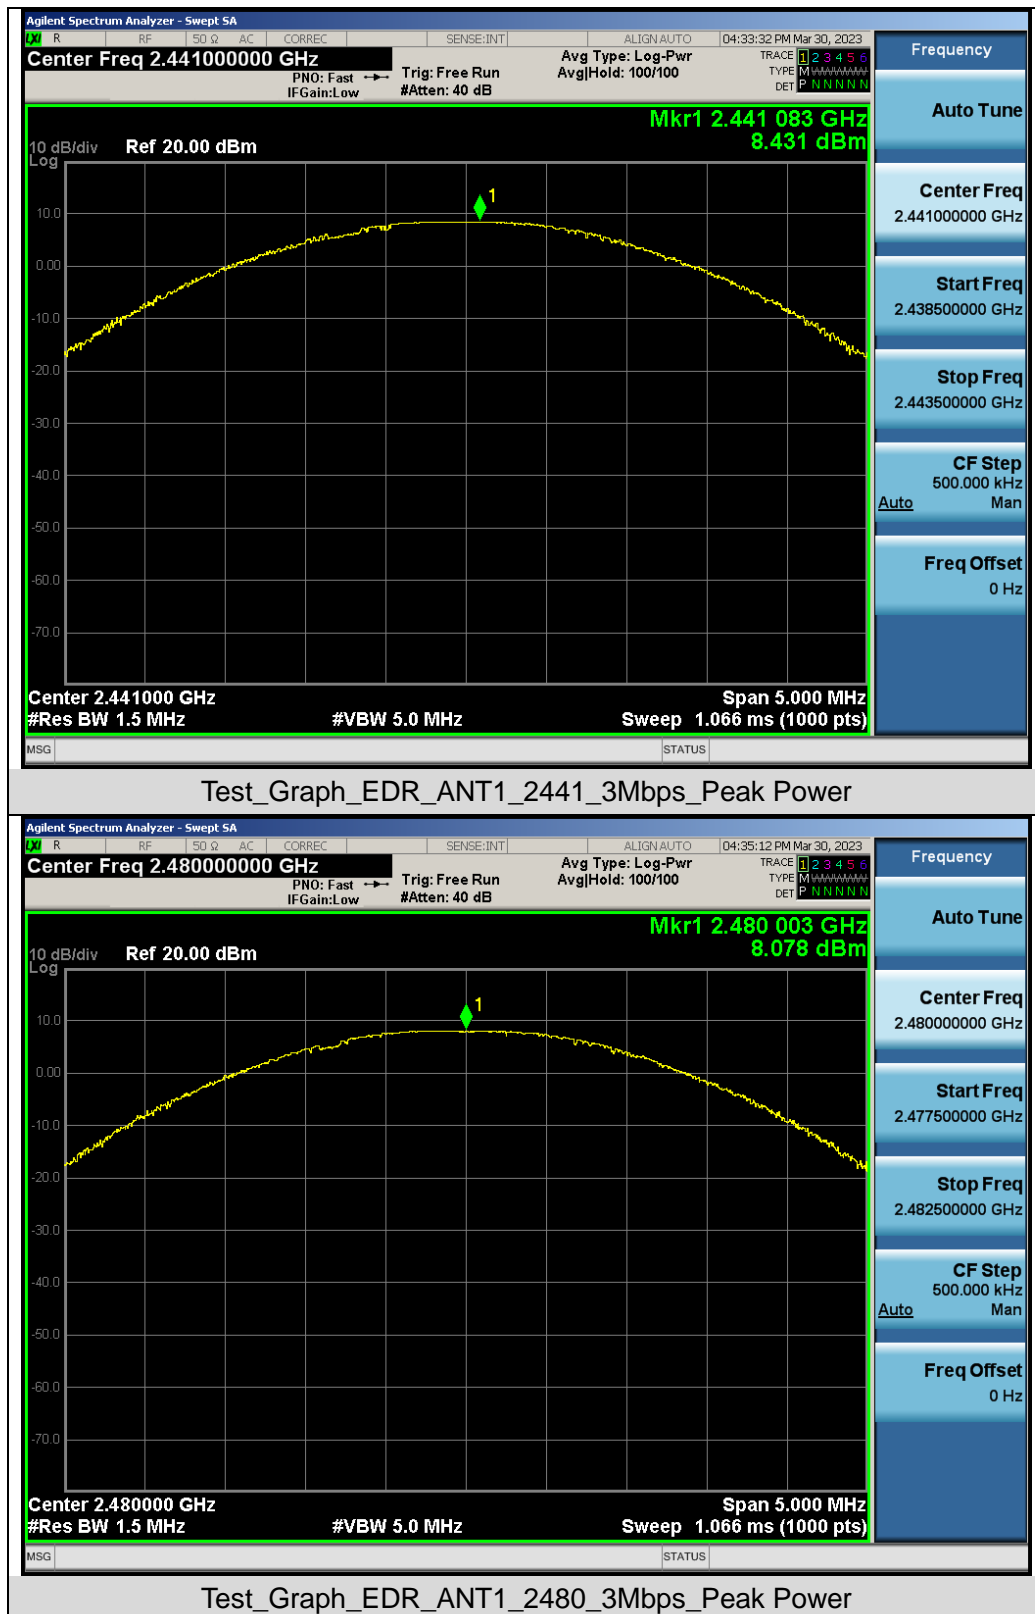 Agilent Spectrum Analyzer - Swept SA
LXI R RF 50 Ω AC CORREC SENSE:INT ALIGN AUTO 04:33:32 PM Mar 30, 2023
Center Freq 2.441000000 GHz
PNO: Fast
IFGain:Low
Trig: Free Run
#Atten: 40 dB
Avg Type: Log-Pwr
Avg|Hold: 100/100
TRACE 1 2 3 4 5 6
TYPE M WWWWW
DET P N N N N N
Mkr1 2.441 083 GHz
8.431 dBm
10 dB/div Ref 20.00 dBm
Log
1
10.0
0.00
-10.0
-20.0
-30.0
-40.0
-50.0
-60.0
-70.0
Center 2.441000 GHz Span 5.000 MHz
#Res BW 1.5 MHz #VBW 5.0 MHz Sweep 1.066 ms (1000 pts)
MSG STATUS
Frequency
Auto Tune
Center Freq
2.441000000 GHz
Start Freq
2.438500000 GHz
Stop Freq
2.443500000 GHz
CF Step
500.000 kHz
Auto Man
Freq Offset
0 Hz
Test_Graph_EDR_ANT1_2441_3Mbps_Peak Power
Agilent Spectrum Analyzer - Swept SA
LXI R RF 50 Ω AC CORREC SENSE:INT ALIGN AUTO 04:35:12 PM Mar 30, 2023
Center Freq 2.480000000 GHz
PNO: Fast
IFGain:Low
Trig: Free Run
#Atten: 40 dB
Avg Type: Log-Pwr
Avg|Hold: 100/100
TRACE 1 2 3 4 5 6
TYPE M WWWWW
DET P N N N N N
Mkr1 2.480 003 GHz
8.078 dBm
10 dB/div Ref 20.00 dBm
Log
1
10.0
0.00
-10.0
-20.0
-30.0
-40.0
-50.0
-60.0
-70.0
Center 2.480000 GHz Span 5.000 MHz
#Res BW 1.5 MHz #VBW 5.0 MHz Sweep 1.066 ms (1000 pts)
MSG STATUS
Frequency
Auto Tune
Center Freq
2.480000000 GHz
Start Freq
2.477500000 GHz
Stop Freq
2.482500000 GHz
CF Step
500.000 kHz
Auto Man
Freq Offset
0 Hz
Test_Graph_EDR_ANT1_2480_3Mbps_Peak Power